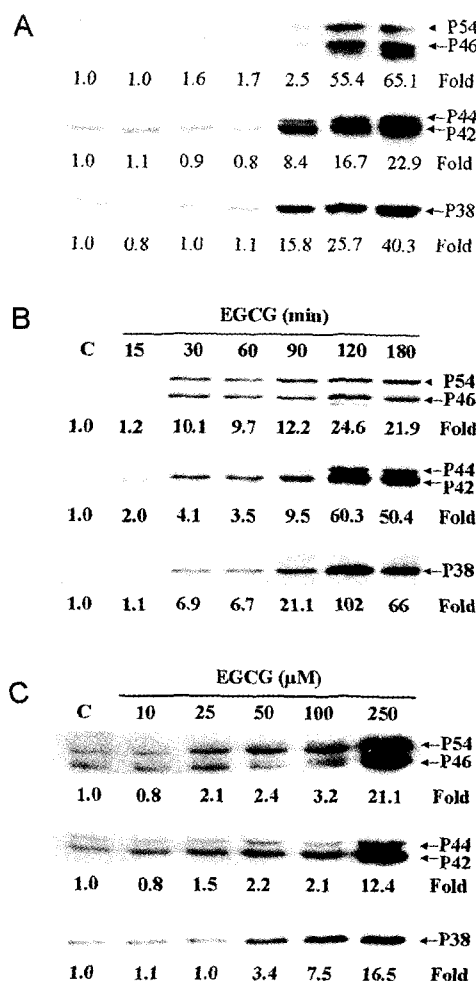 A
P54
P46
1.0 1.0 1.6 1.7 2.5 55.4 65.1 Fold
P44
P42
1.0 1.1 0.9 0.8 8.4 16.7 22.9 Fold
P38
1.0 0.8 1.0 1.1 15.8 25.7 40.3 Fold
B
EGCG (min)
C 15 30 60 90 120 180
P54
P46
1.0 1.2 10.1 9.7 12.2 24.6 21.9 Fold
P44
P42
1.0 2.0 4.1 3.5 9.5 60.3 50.4 Fold
P38
1.0 1.1 6.9 6.7 21.1 102 66 Fold
C
EGCG (µM)
C 10 25 50 100 250
P54
P46
1.0 0.8 2.1 2.4 3.2 21.1 Fold
P44
P42
1.0 0.8 1.5 2.2 2.1 12.4 Fold
P38
1.0 1.1 1.0 3.4 7.5 16.5 Fold